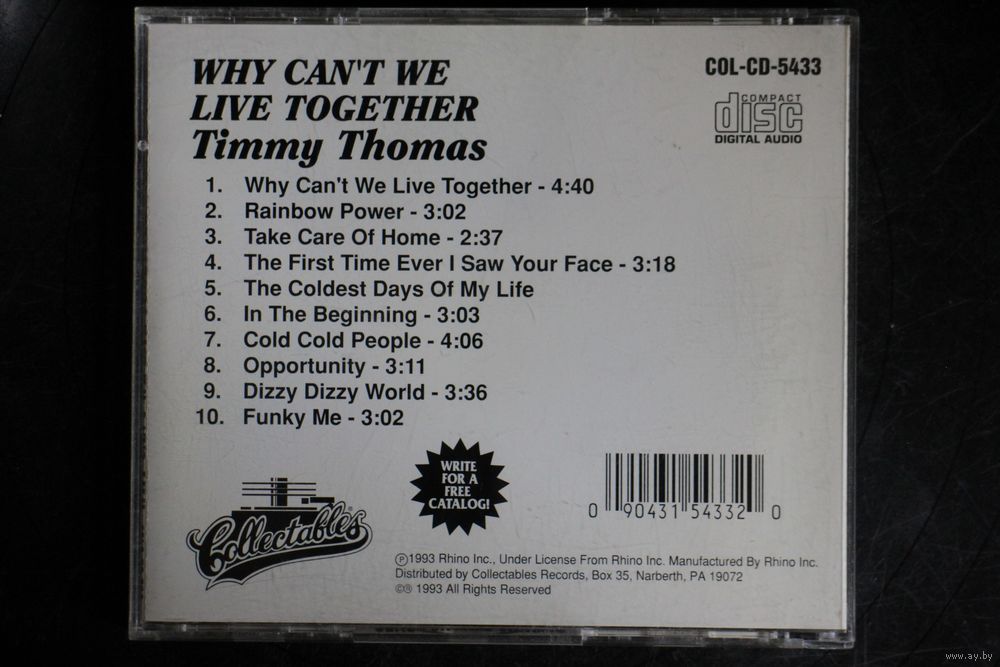 WHY CAN'T WE
LIVE TOGETHER
Timmy Thomas
COL-CD-5433
COMPACT
disc
DIGITAL AUDIO
1. Why Can't We Live Together - 4:40
2. Rainbow Power - 3:02
3. Take Care Of Home - 2:37
4. The First Time Ever I Saw Your Face - 3:18
5. The Coldest Days Of My Life
6. In The Beginning - 3:03
7. Cold Cold People - 4:06
8. Opportunity - 3:11
9. Dizzy Dizzy World - 3:36
10. Funky Me - 3:02
Collectables®
WRITE
FOR A
FREE
CATALOG!
0 90431 54332 0
℗1993 Rhino Inc., Under License From Rhino Inc. Manufactured By Rhino Inc.
Distributed by Collectables Records, Box 35, Narberth, PA 19072
©® 1993 All Rights Reserved
www.ay.by